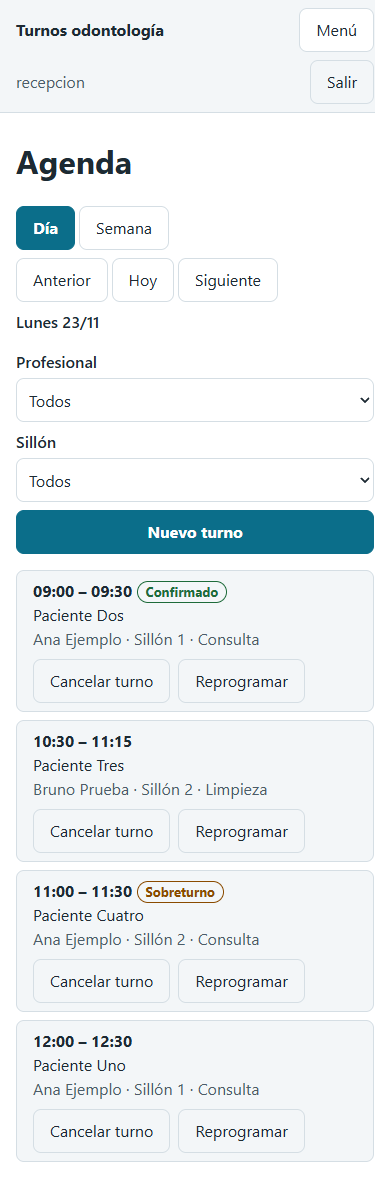 Turnos odontología
Menú
recepcion
Salir
Agenda
Día
Semana
Anterior
Hoy
Siguiente
Lunes 23/11
Profesional
Todos
Sillón
Todos
Nuevo turno
09:00 – 09:30 Confirmado
Paciente Dos
Ana Ejemplo · Sillón 1 · Consulta
Cancelar turno
Reprogramar
10:30 – 11:15
Paciente Tres
Bruno Prueba · Sillón 2 · Limpieza
Cancelar turno
Reprogramar
11:00 – 11:30 Sobreturno
Paciente Cuatro
Ana Ejemplo · Sillón 2 · Consulta
Cancelar turno
Reprogramar
12:00 – 12:30
Paciente Uno
Ana Ejemplo · Sillón 1 · Consulta
Cancelar turno
Reprogramar